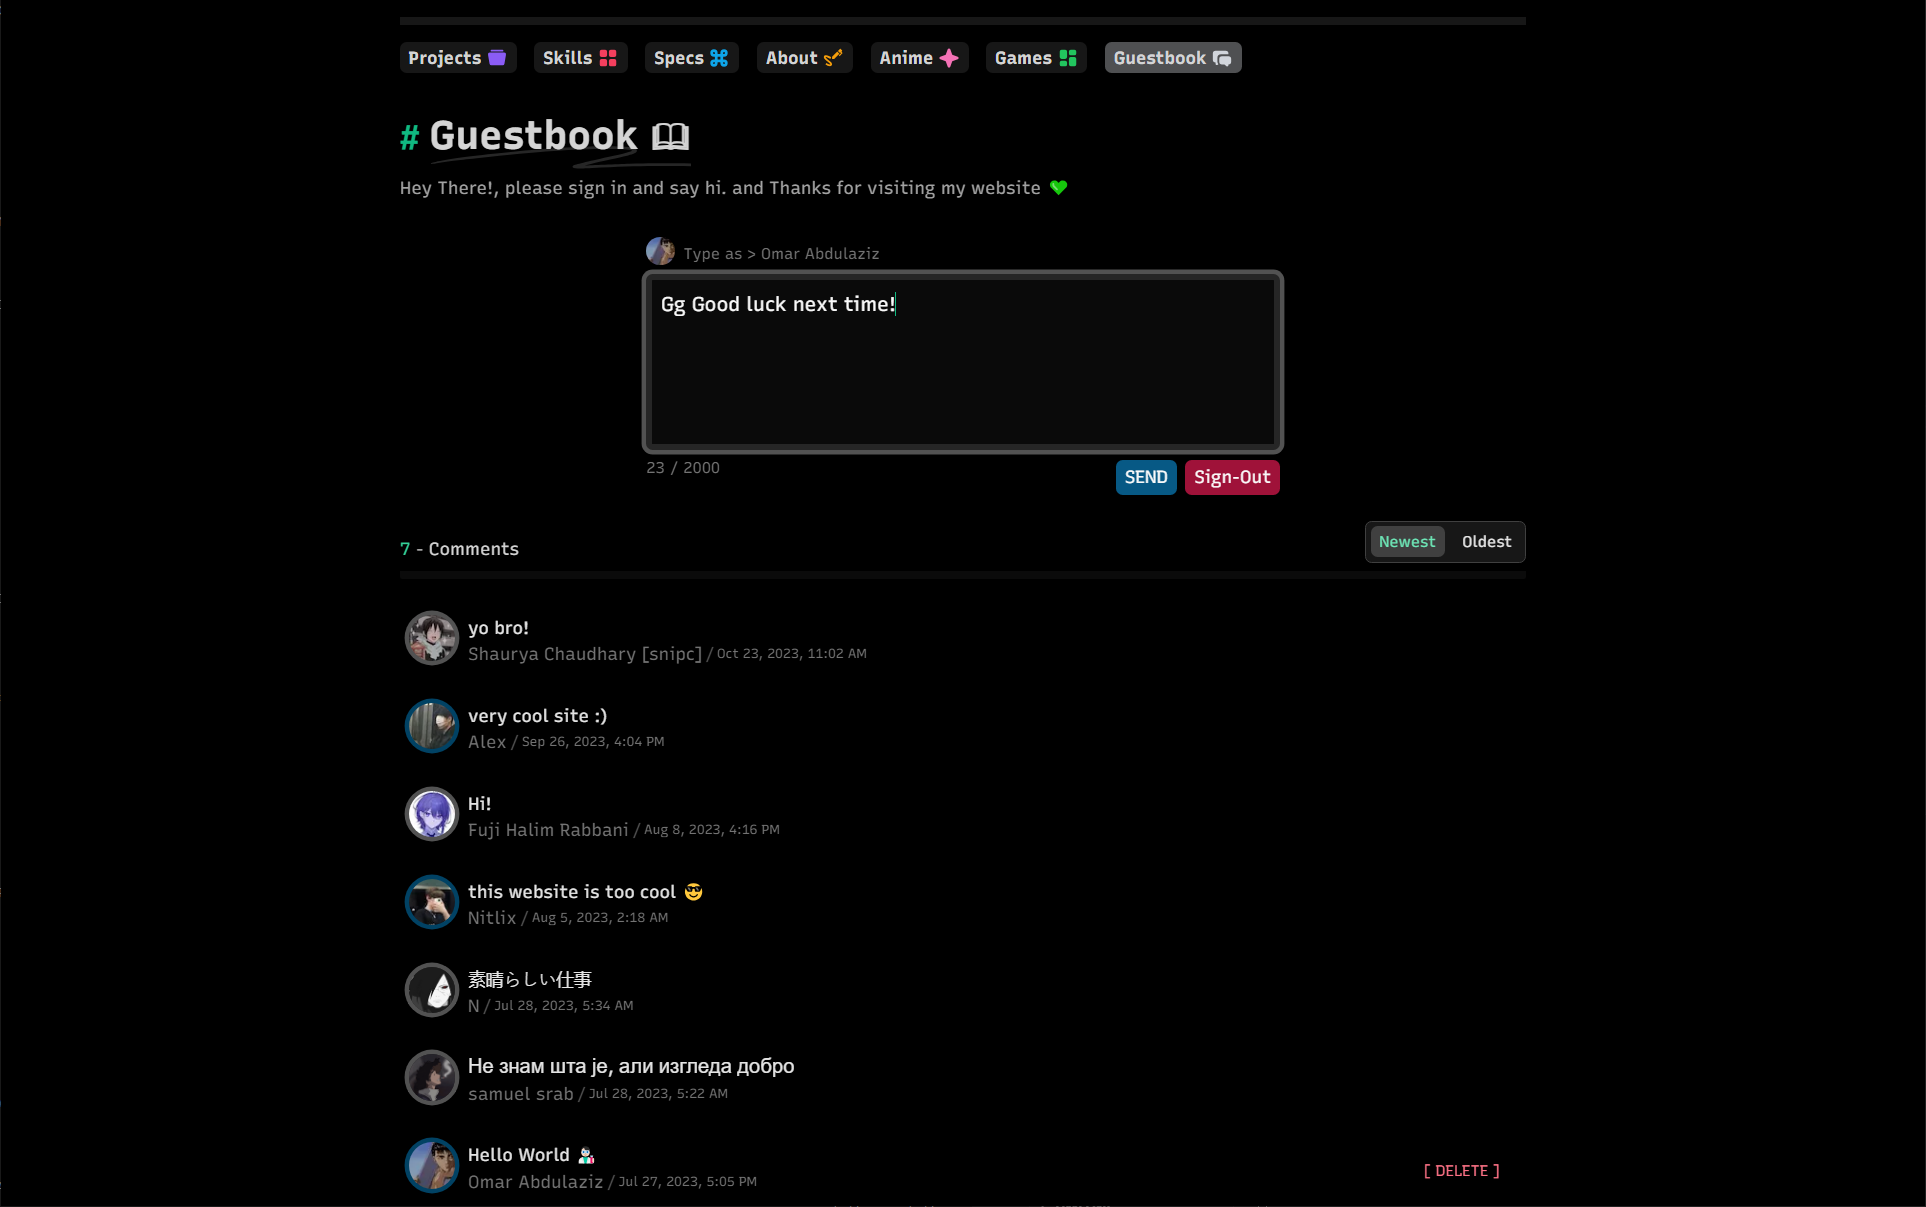 Projects
Skills
Specs
About
Anime
Games
Guestbook
# Guestbook
Hey There!, please sign in and say hi. and Thanks for visiting my website 💚
Type as > Omar Abdulaziz
Gg Good luck next time!
23 / 2000
SEND
Sign-Out
7 - Comments
Newest
Oldest
yo bro!
Shaurya Chaudhary [snipc] / Oct 23, 2023, 11:02 AM
very cool site :)
Alex / Sep 26, 2023, 4:04 PM
Hi!
Fuji Halim Rabbani / Aug 8, 2023, 4:16 PM
this website is too cool 😎
Nitlix / Aug 5, 2023, 2:18 AM
素晴らしい仕事
N / Jul 28, 2023, 5:34 AM
Не знам шта је, али изгледа добро
samuel srab / Jul 28, 2023, 5:22 AM
Hello World
Omar Abdulaziz / Jul 27, 2023, 5:05 PM
[ DELETE ]